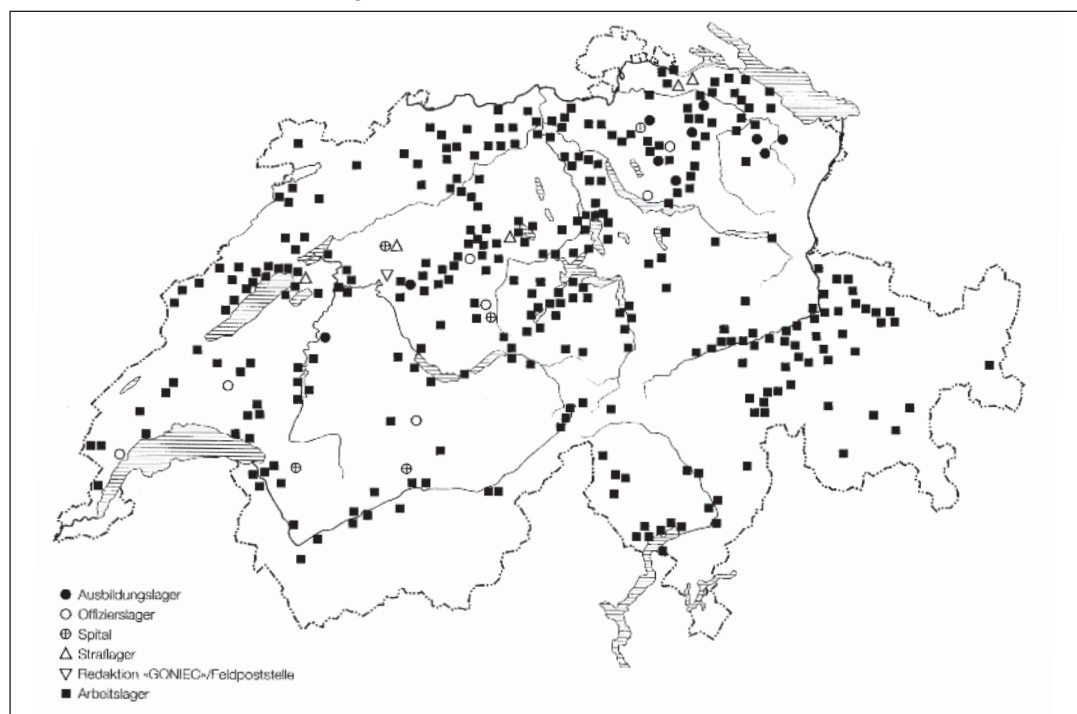 Ausbildungslager
Offizierslager
Spital
Straflager
Redaktion «GONIEC»/Feldpoststelle
Arbeitslager